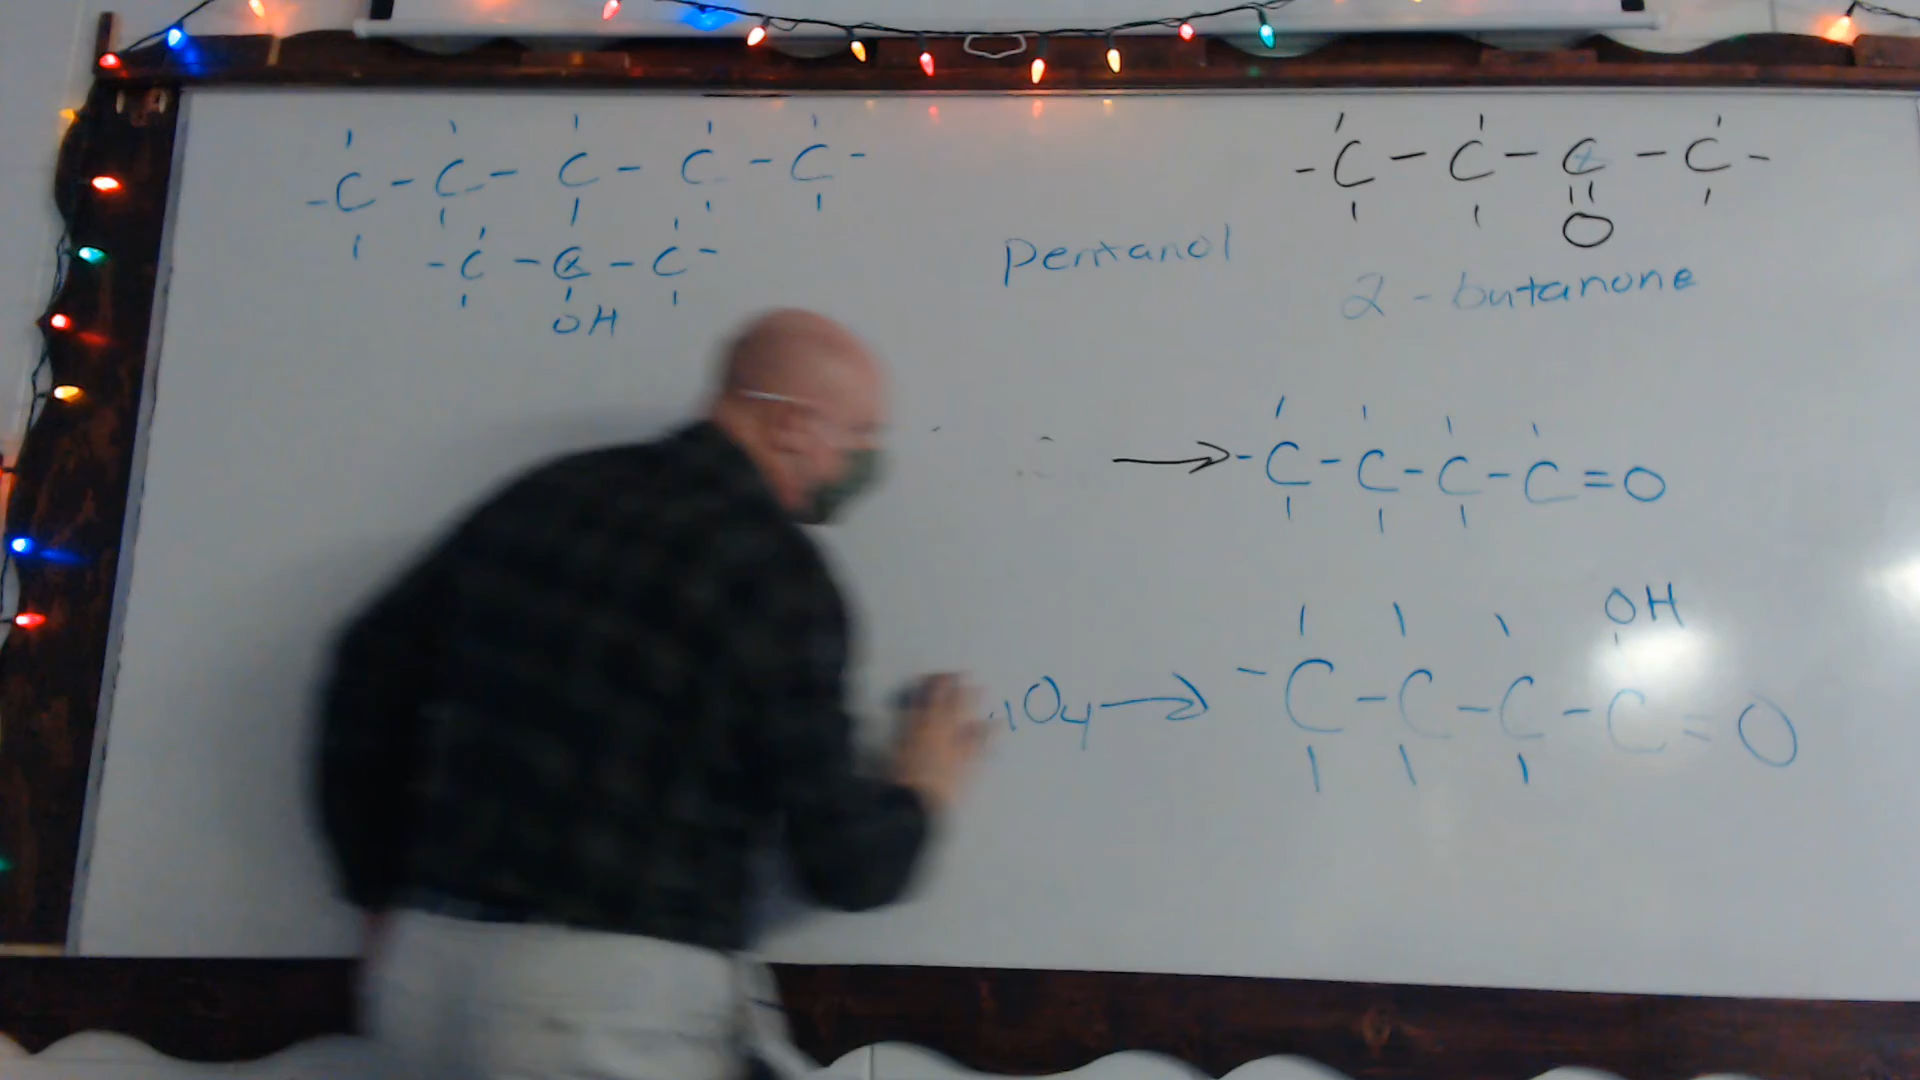 - C - C - C - C - C -
- C - C - C -
OH
pentanol
- C - C - C - C -
O
2 - butanone
- C - C - C - C = O
OH
O4 → - C - C - C - C = O